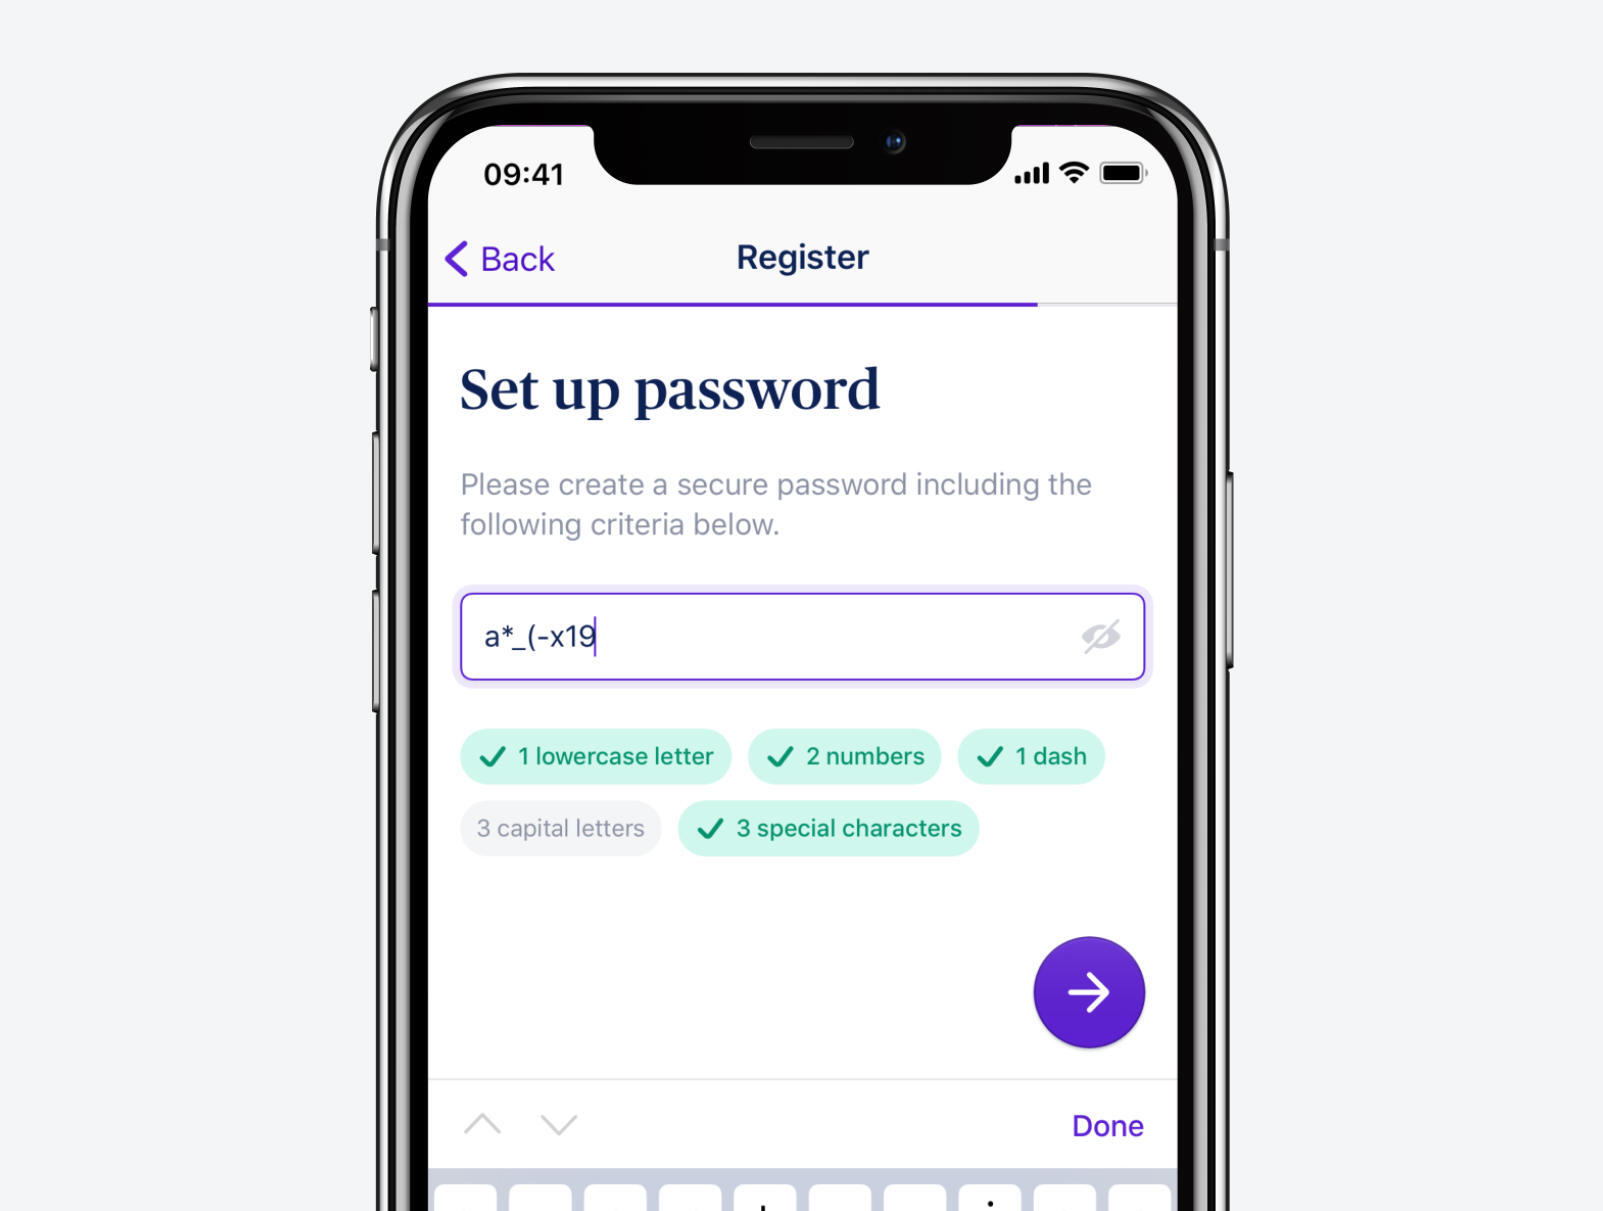 09:41
Back
Register
Set up password
Please create a secure password including the
following criteria below.
a*_(-x19
1 lowercase letter
2 numbers
1 dash
3 capital letters
3 special characters
Done